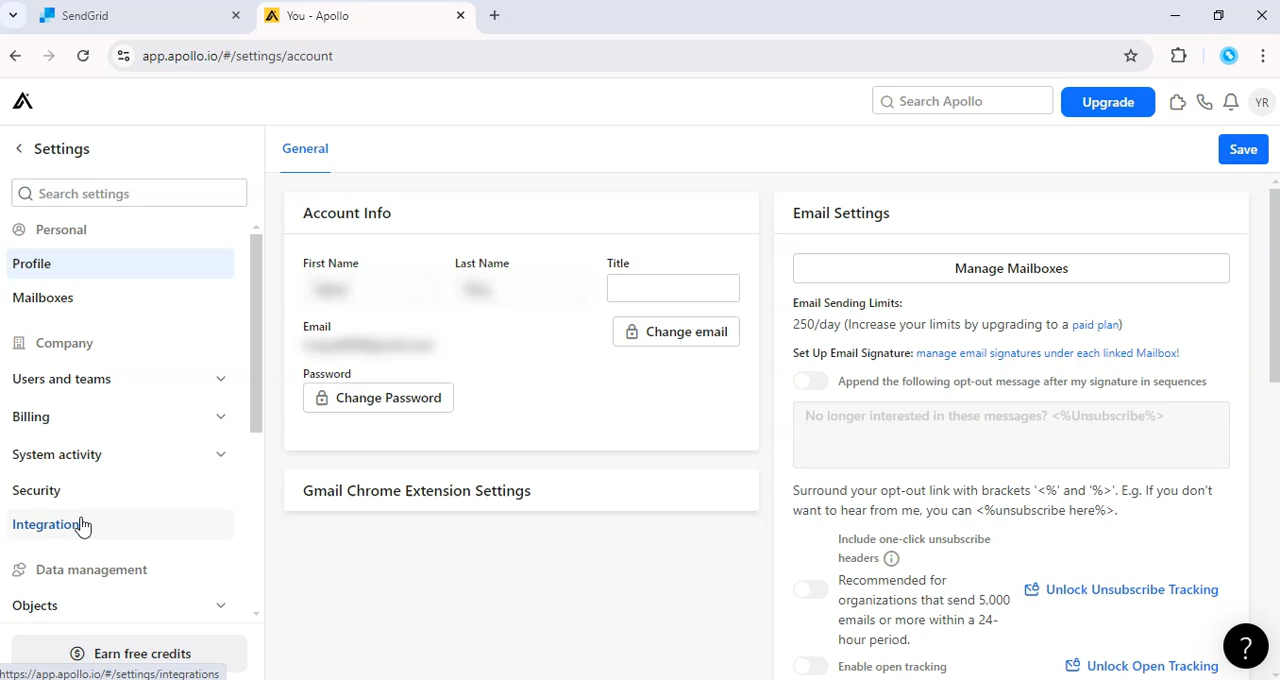 SendGrid
You - Apollo
app.apollo.io/#/settings/account
Search Apollo
Upgrade
YR
Settings
General
Save
Search settings
Personal
Profile
Mailboxes
Company
Users and teams
Billing
System activity
Security
Integration
Data management
Objects
Earn free credits
https://app.apollo.io/#/settings/integrations
Account Info
First Name
Last Name
Title
Email
Change email
Password
Change Password
Gmail Chrome Extension Settings
Email Settings
Manage Mailboxes
Email Sending Limits:
250/day (Increase your limits by upgrading to a paid plan)
Set Up Email Signature: manage email signatures under each linked Mailbox!
Append the following opt-out message after my signature in sequences
No longer interested in these messages? <%Unsubscribe%>
Surround your opt-out link with brackets '<%' and '%>'. E.g. If you don't
want to hear from me, you can <%unsubscribe here%>.
Include one-click unsubscribe
headers
Recommended for
organizations that send 5,000
emails or more within a 24-
hour period.
Unlock Unsubscribe Tracking
Enable open tracking
Unlock Open Tracking
?